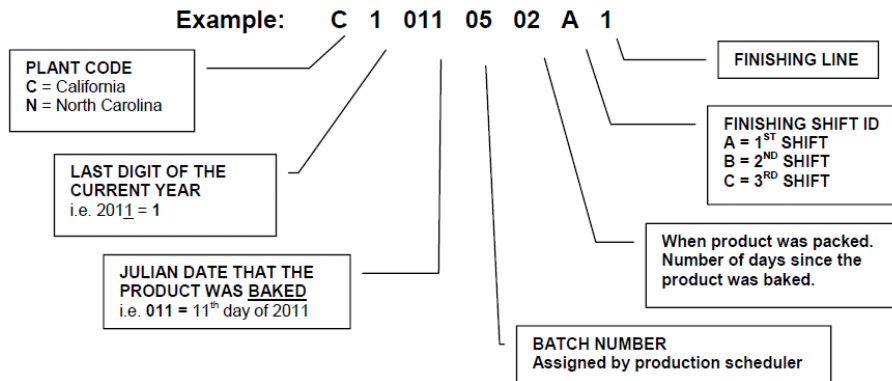 Example: C 1 011 05 02 A 1
PLANT CODE
C = California
N = North Carolina
FINISHING LINE
FINISHING SHIFT ID
A = 1ST SHIFT
B = 2ND SHIFT
C = 3RD SHIFT
LAST DIGIT OF THE
CURRENT YEAR
i.e. 2011 = 1
When product was packed.
Number of days since the
product was baked.
JULIAN DATE THAT THE
PRODUCT WAS BAKED
i.e. 011 = 11th day of 2011
BATCH NUMBER
Assigned by production scheduler